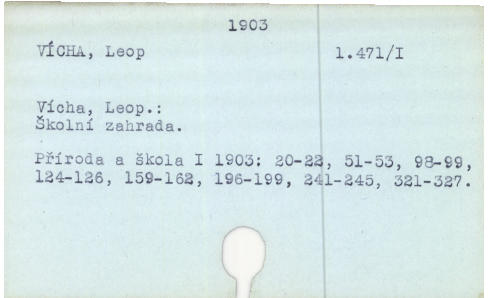 1903
VÍCHA, Leop 1.471/I
Vícha, Leop.:
Školní zahrada.
Příroda a škola I 1903: 20-22, 51-53, 98-99,
124-126, 159-162, 196-199, 241-245, 321-327.